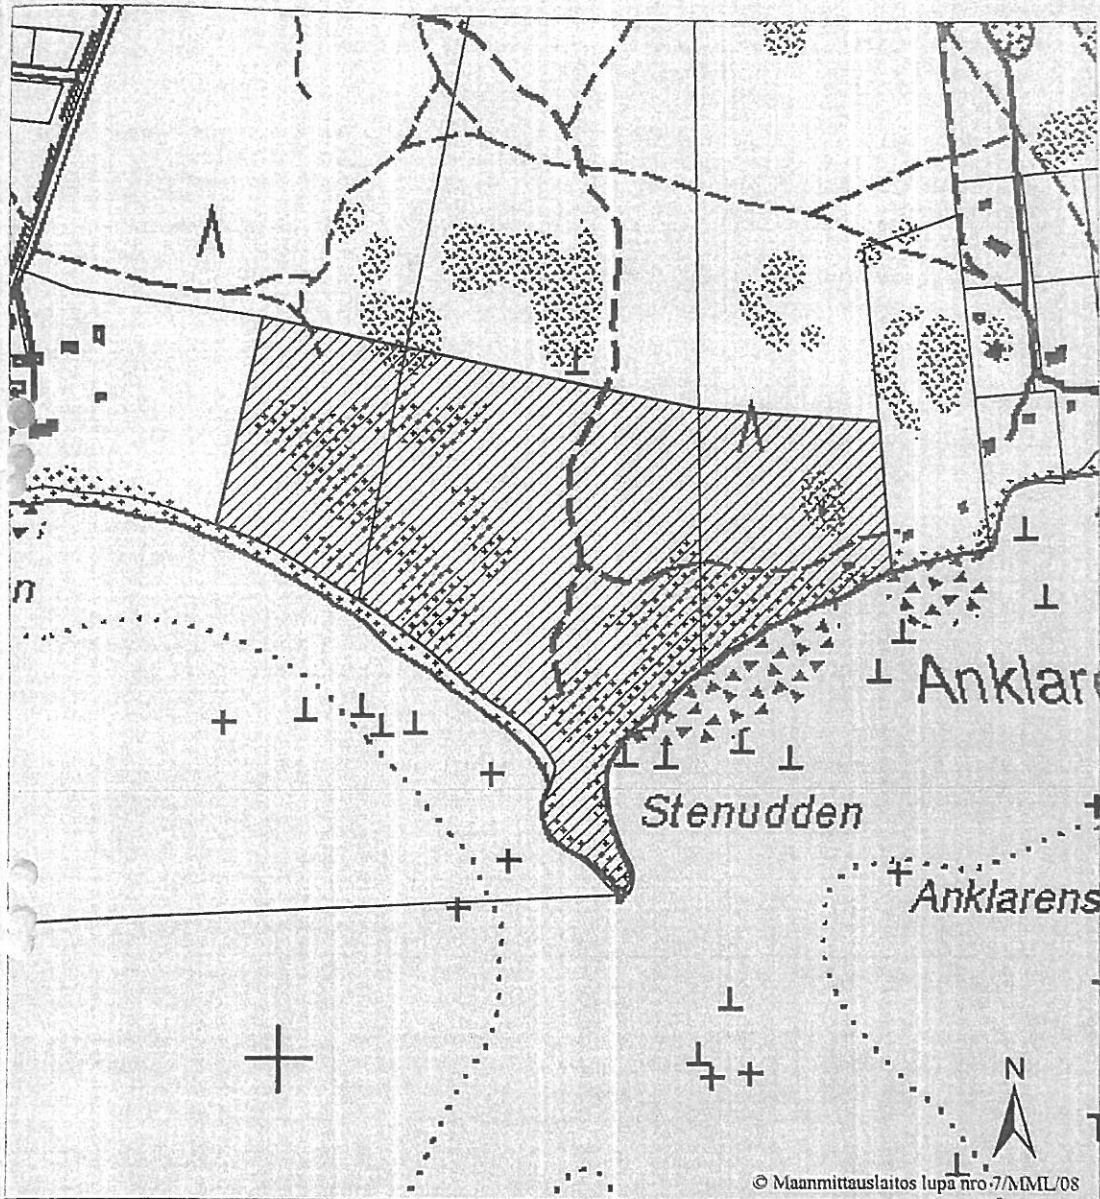 n
Anklar
Stenudden
Anklarens
N
© Maanmittauslaitos lupa nro 7/MML/08